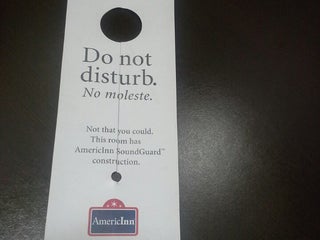 Do not
disturb.
No moleste.
Not that you could.
This room has
AmericInn SoundGuard™
construction.
AmericInn